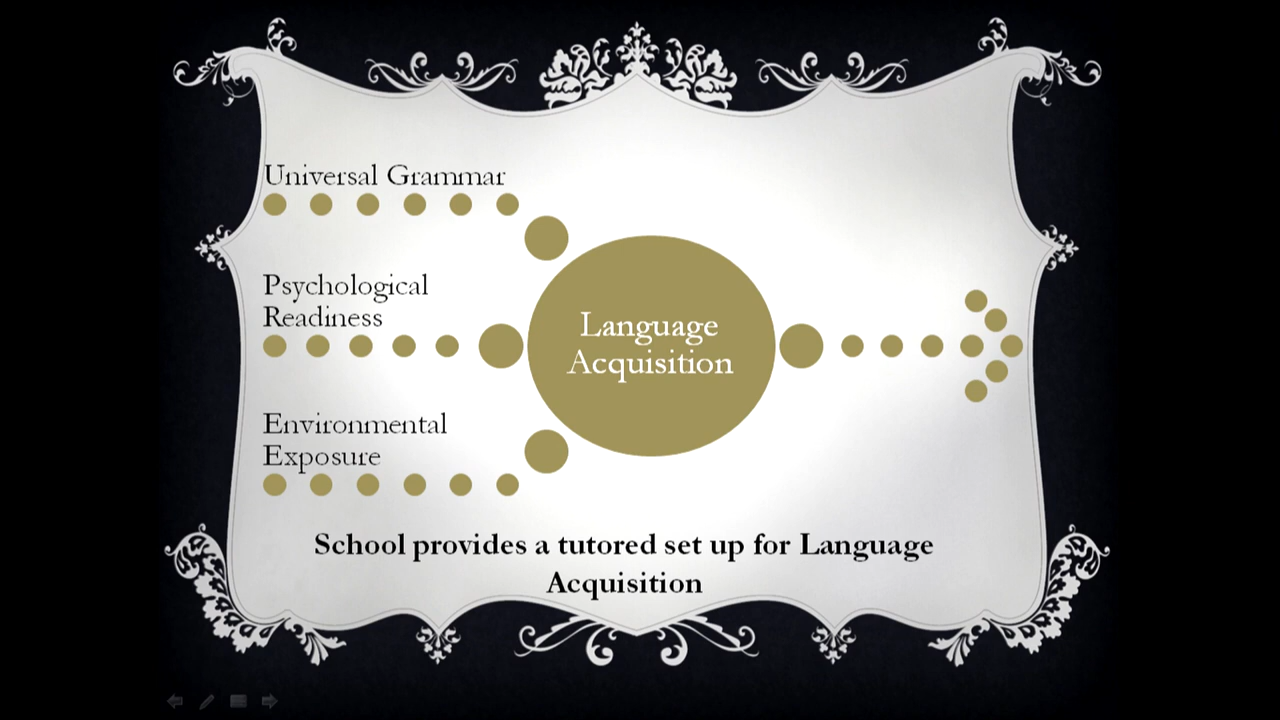 Universal Grammar
Psychological
Readiness
Environmental
Exposure
Language
Acquisition
School provides a tutored set up for Language
Acquisition